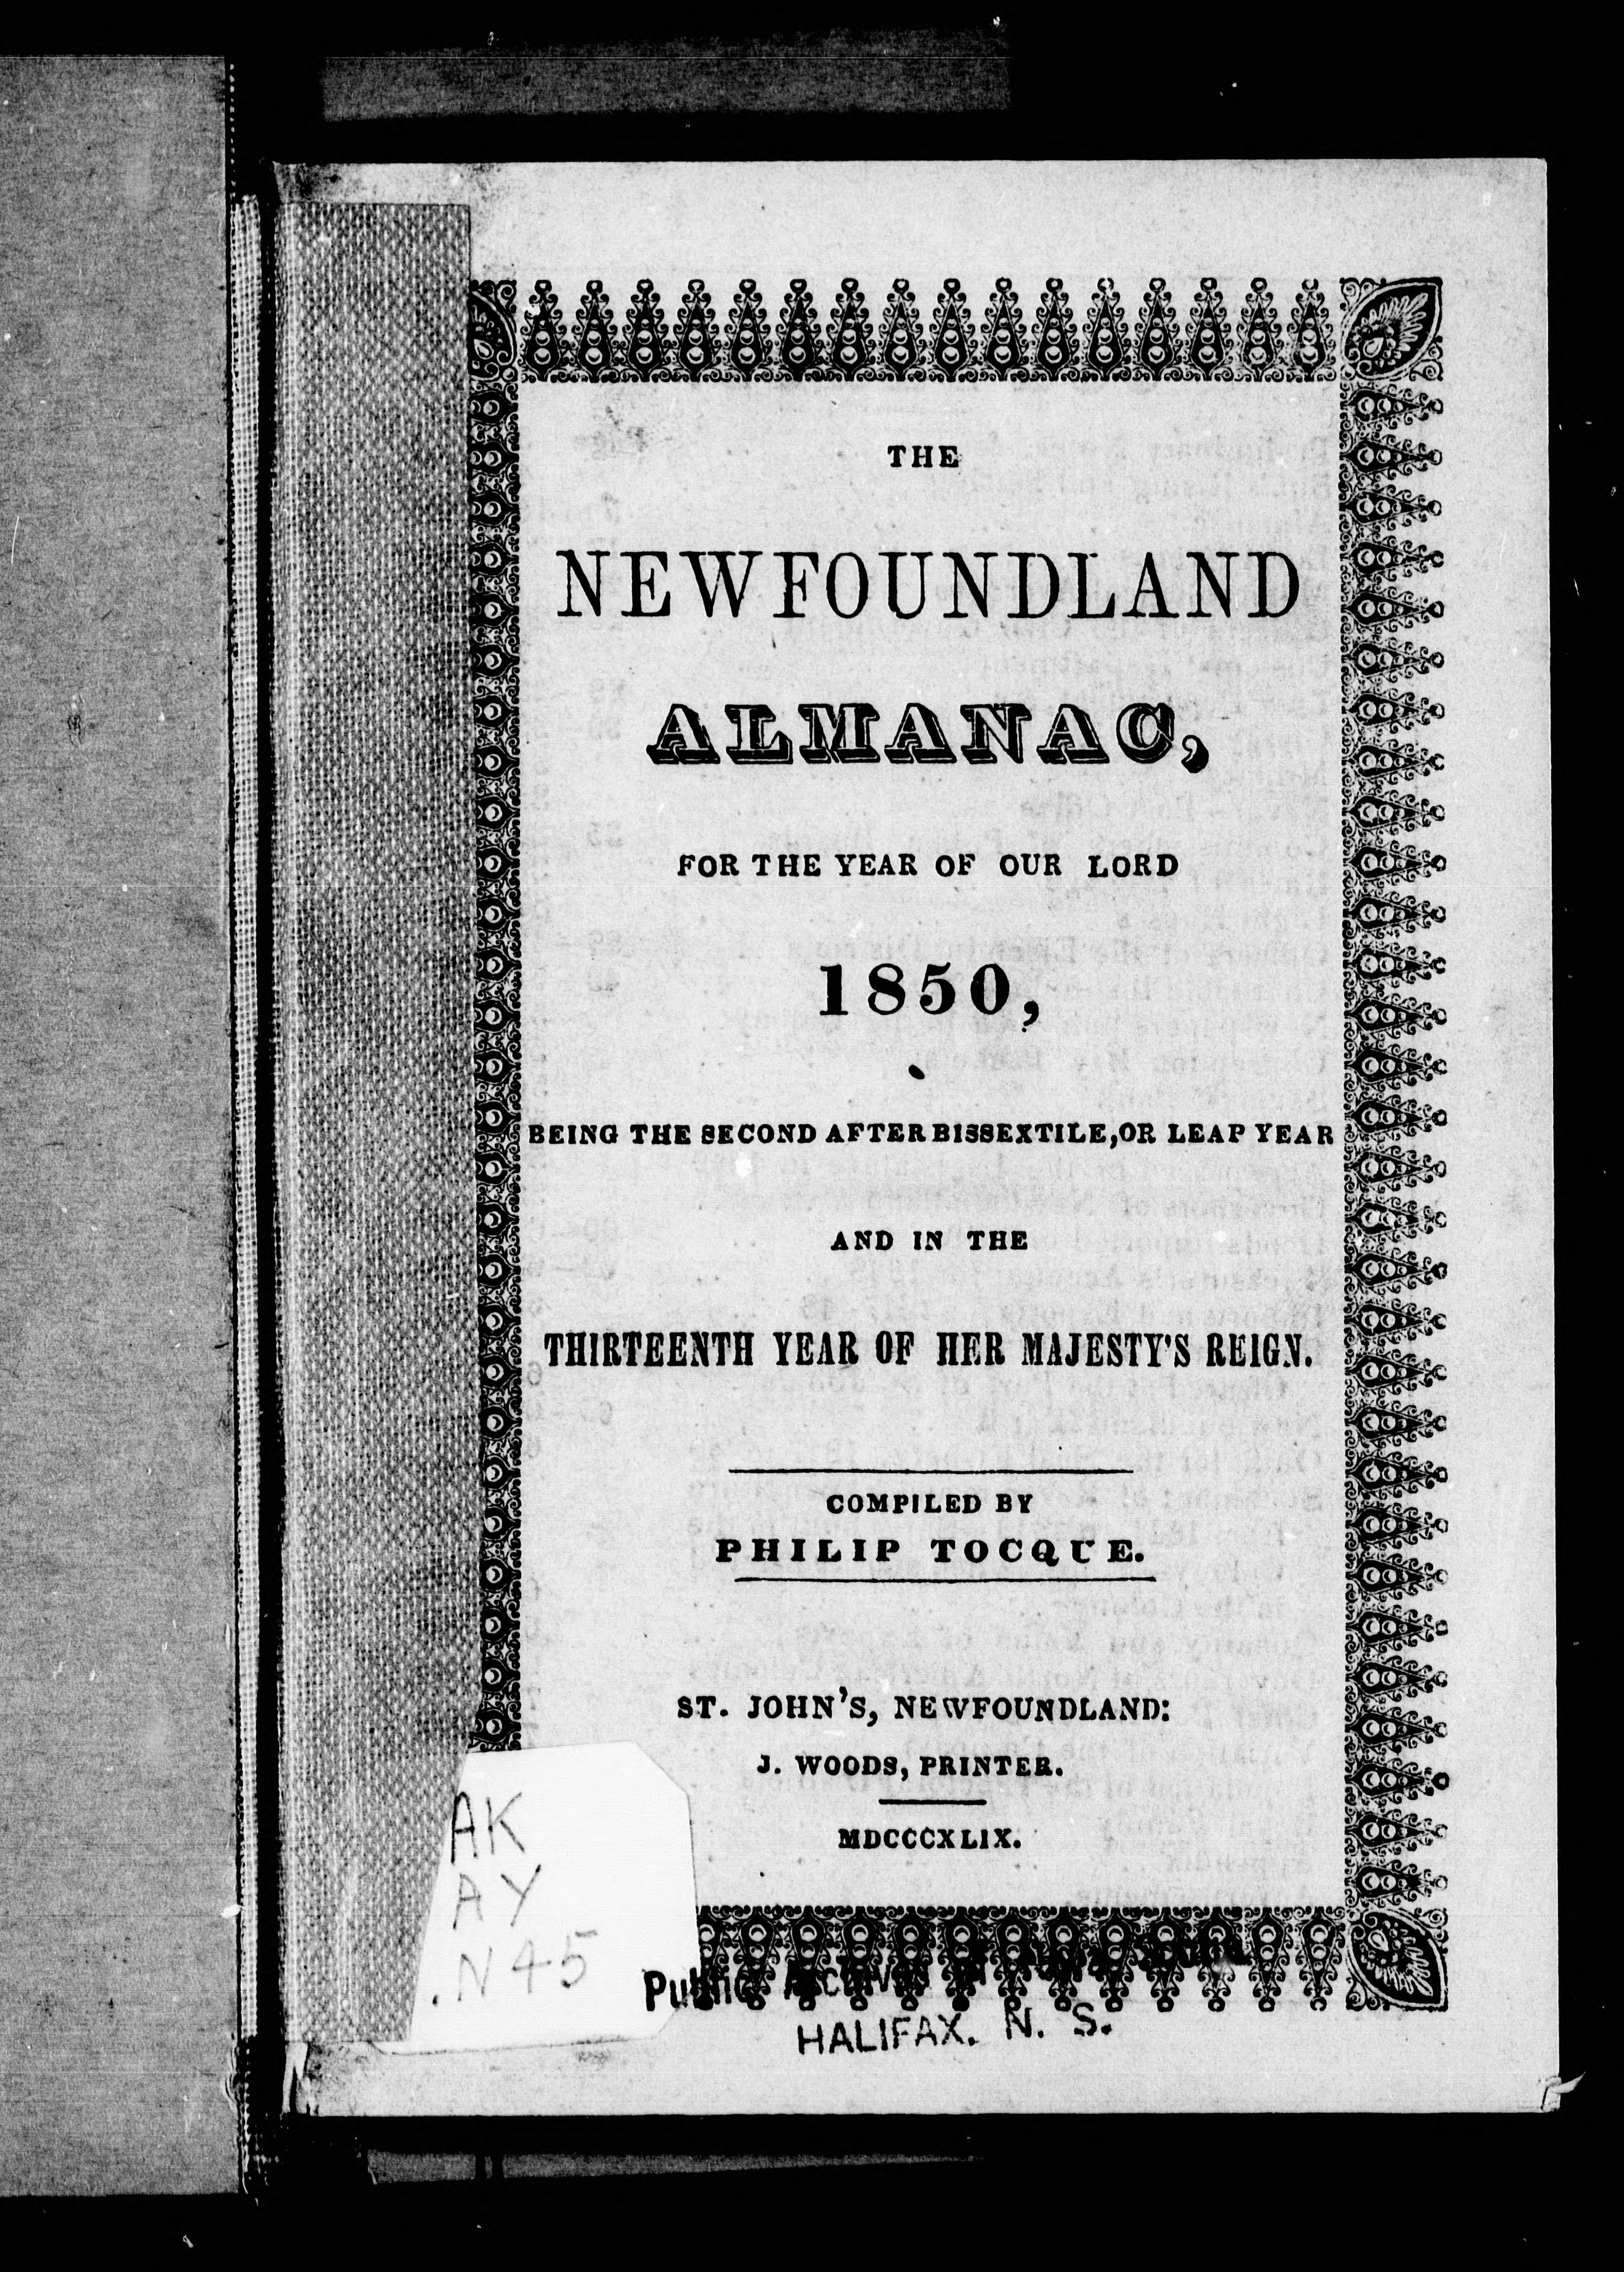 THE
NEWFOUNDLAND
ALMANAC,
FOR THE YEAR OF OUR LORD
1850,
BEING THE SECOND AFTER BISSEXTILE, OR LEAP YEAR
AND IN THE
THIRTEENTH YEAR OF HER MAJESTY'S REIGN.
COMPILED BY
PHILIP TOCQUE.
ST. JOHN'S, NEWFOUNDLAND:
J. WOODS, PRINTER.
MDCCCXLIX.
AK
AY
.N45
Public Archives
HALIFAX. N. S.